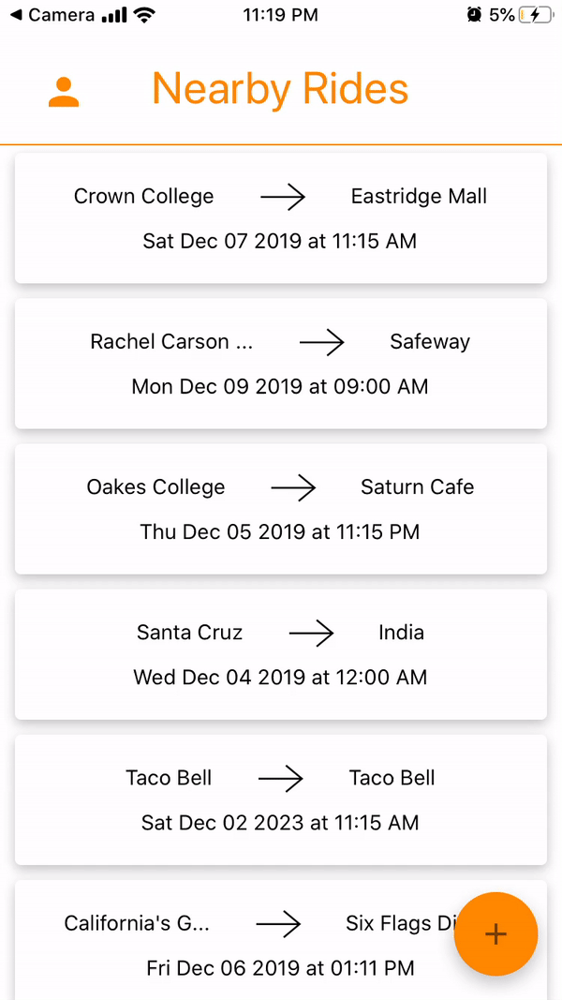 Camera 11:19 PM 5%
Nearby Rides
Crown College Eastridge Mall
Sat Dec 07 2019 at 11:15 AM
Rachel Carson ... Safeway
Mon Dec 09 2019 at 09:00 AM
Oakes College Saturn Cafe
Thu Dec 05 2019 at 11:15 PM
Santa Cruz India
Wed Dec 04 2019 at 12:00 AM
Taco Bell Taco Bell
Sat Dec 02 2023 at 11:15 AM
California's G... Six Flags
Fri Dec 06 2019 at 01:11 PM